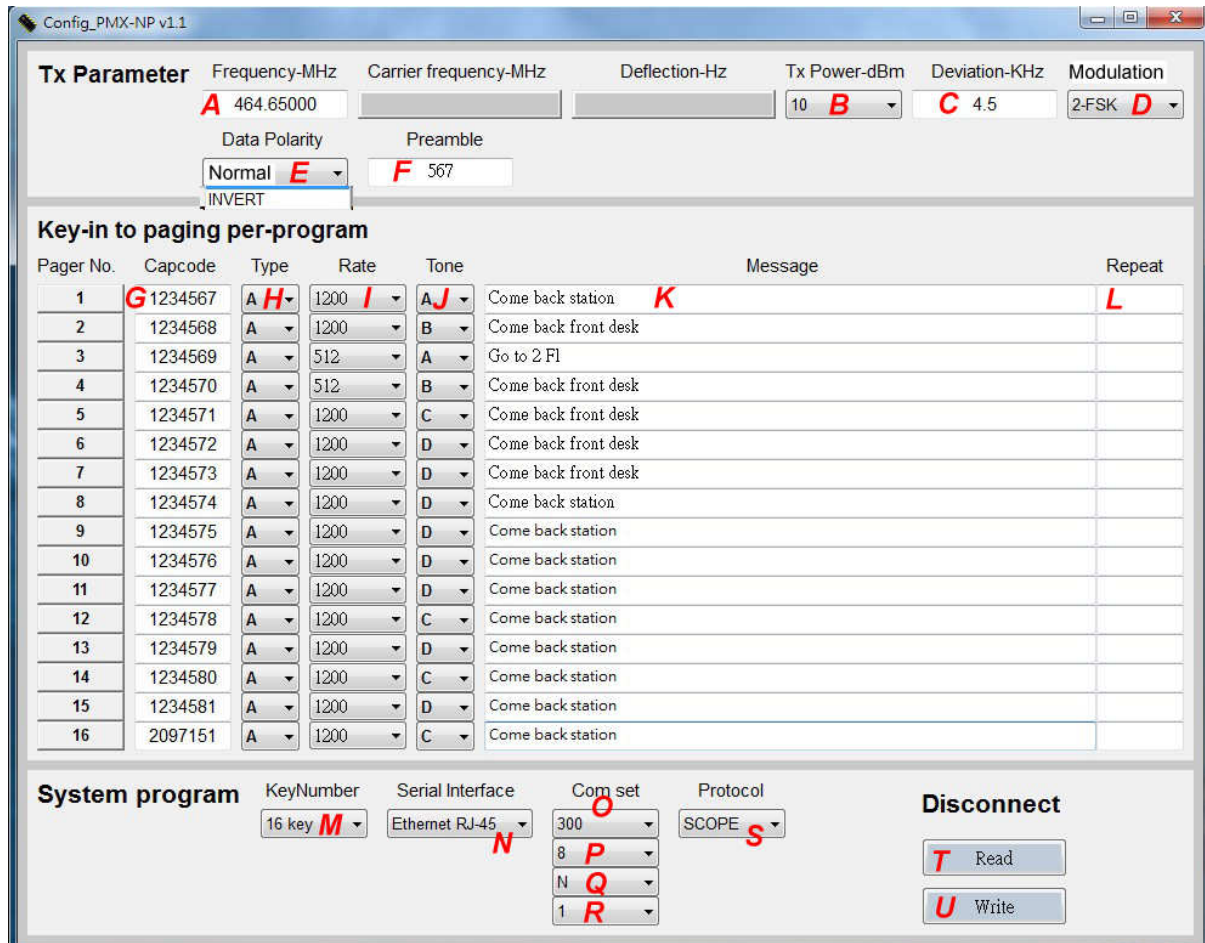 Config_PMX-NP v1.1
Tx Parameter Frequency-MHz Carrier frequency-MHz Deflection-Hz Tx Power-dBm Deviation-KHz Modulation
A 464.65000 10 B C 4.5 2-FSK D
Data Polarity Preamble
Normal E F 567
INVERT
Key-in to paging per-program
Pager No. Capcode Type Rate Tone Message Repeat
1 G 1234567 A H 1200 I A J Come back station K L
2 1234568 A 1200 B Come back front desk
3 1234569 A 512 A Go to 2 Fl
4 1234570 A 512 B Come back front desk
5 1234571 A 1200 C Come back front desk
6 1234572 A 1200 D Come back front desk
7 1234573 A 1200 D Come back front desk
8 1234574 A 1200 D Come back station
9 1234575 A 1200 D Come back station
10 1234576 A 1200 D Come back station
11 1234577 A 1200 D Come back station
12 1234578 A 1200 C Come back station
13 1234579 A 1200 D Come back station
14 1234580 A 1200 C Come back station
15 1234581 A 1200 D Come back station
16 2097151 A 1200 C Come back station
System program KeyNumber Serial Interface Com set Protocol Disconnect
16 key M Ethernet RJ-45 N O 300 SCOPE S
8 P T Read
N Q
1 R U Write